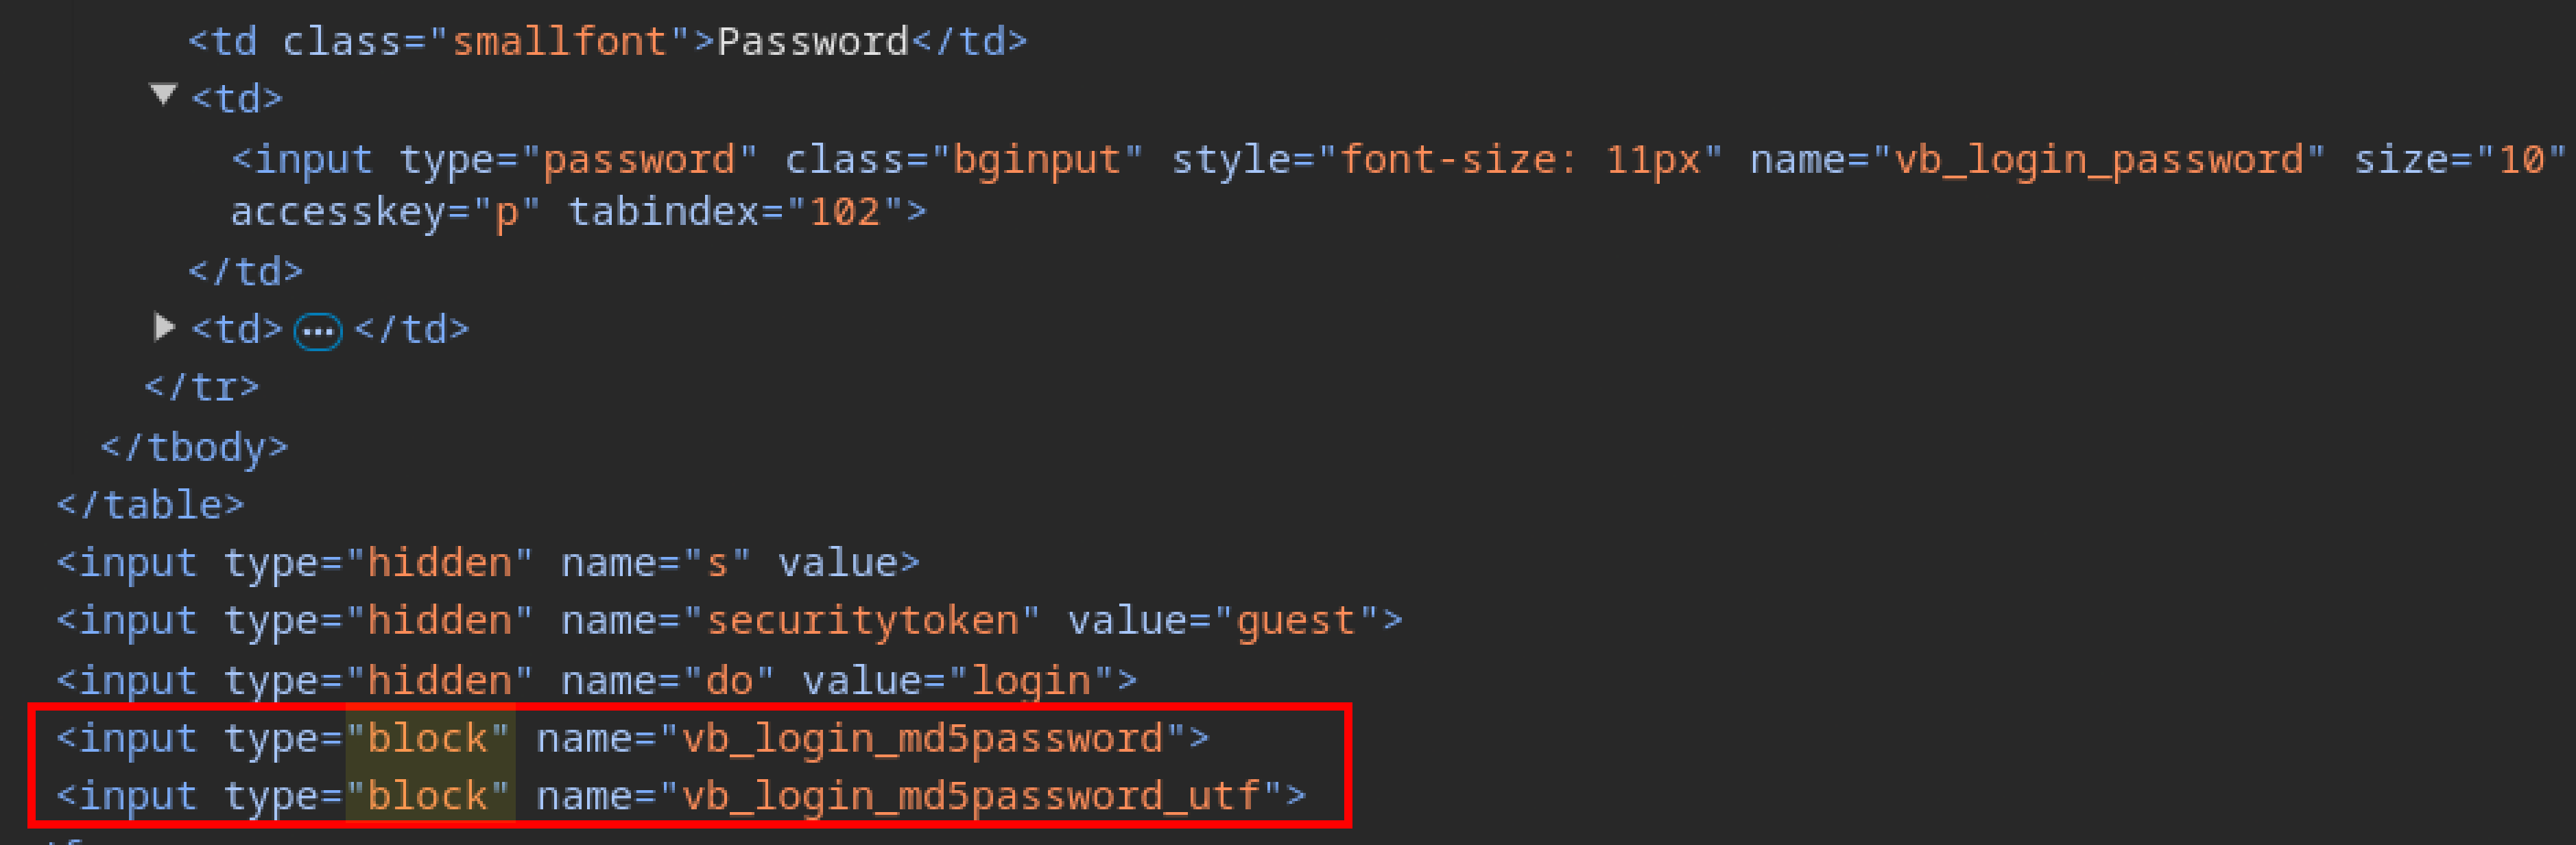 <td class="smallfont">Password</td>
<td>
<input type="password" class="bginput" style="font-size: 11px" name="vb_login_password" size="10"
accesskey="p" tabindex="102">
</td>
<td>…</td>
</tr>
</tbody>
</table>
<input type="hidden" name="s" value>
<input type="hidden" name="securitytoken" value="guest">
<input type="hidden" name="do" value="login">
<input type="block" name="vb_login_md5password">
<input type="block" name="vb_login_md5password_utf">